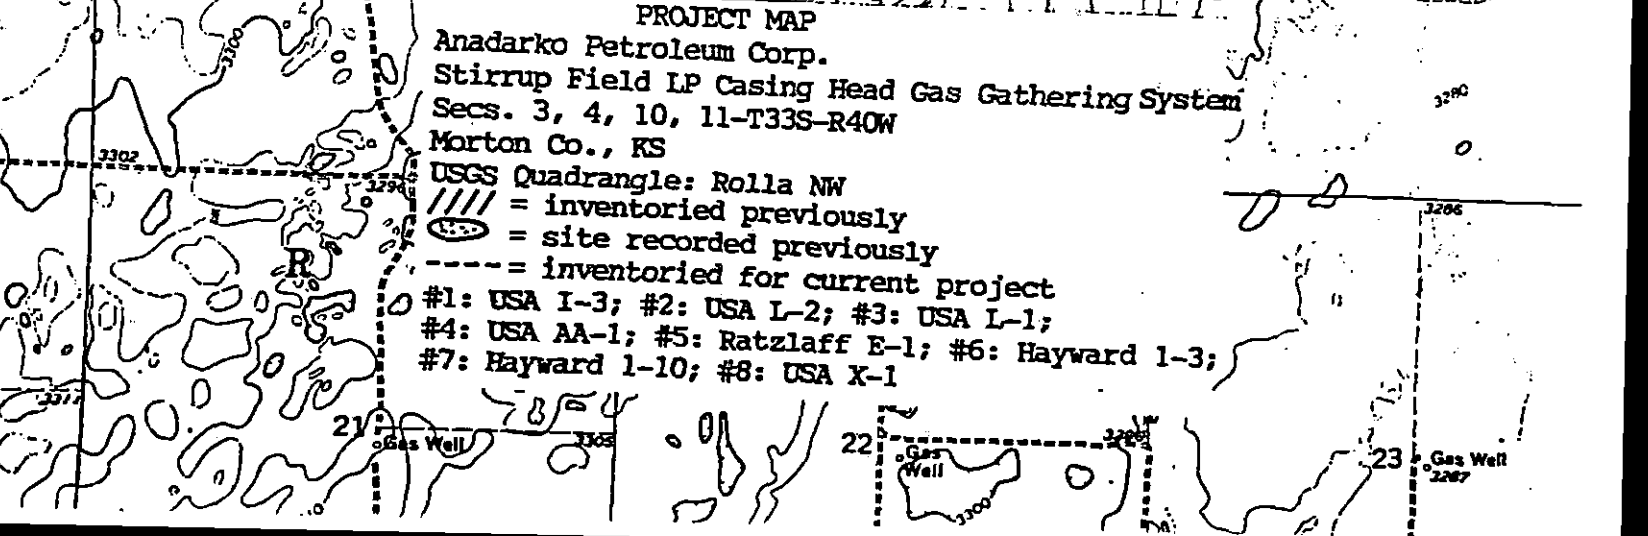 PROJECT MAP
Anadarko Petroleum Corp.
Stirrup Field LP Casing Head Gas Gathering System
Secs. 3, 4, 10, 11-T33S-R40W
Morton Co., KS
USGS Quadrangle: Rolla NW
//// = inventoried previously
= site recorded previously
----- = inventoried for current project
#1: USA I-3; #2: USA L-2; #3: USA L-1;
#4: USA AA-1; #5: Ratzlaff E-1; #6: Hayward 1-3;
#7: Hayward 1-10; #8: USA X-1
3300
3280
3302
3286
R
21
Gas Well
3305
22
Gas
Well
3300
23
Gas Well
3287